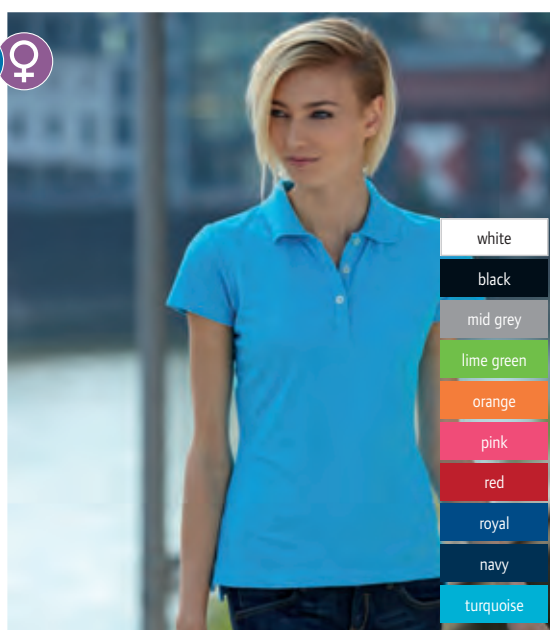 white
black
mid grey
lime green
orange
pink
red
royal
navy
turquoise